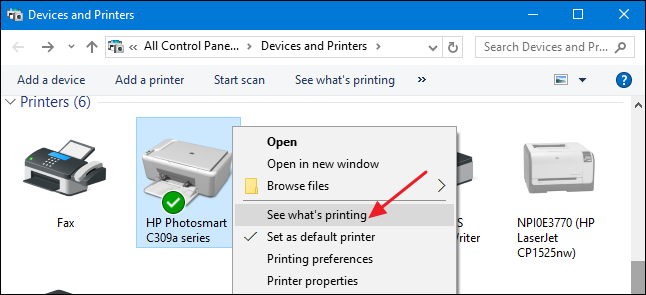 Devices and Printers
All Control Pane... Devices and Printers
Search Devices and Pr...
Add a device Add a printer Start scan See what's printing »
Printers (6)
Fax
HP Photosmart
C309a series
Open
Open in new window
Browse files
See what's printing
Set as default printer
Printing preferences
Printer properties
S
Writer
NPI0E3770 (HP
LaserJet
CP1525nw)